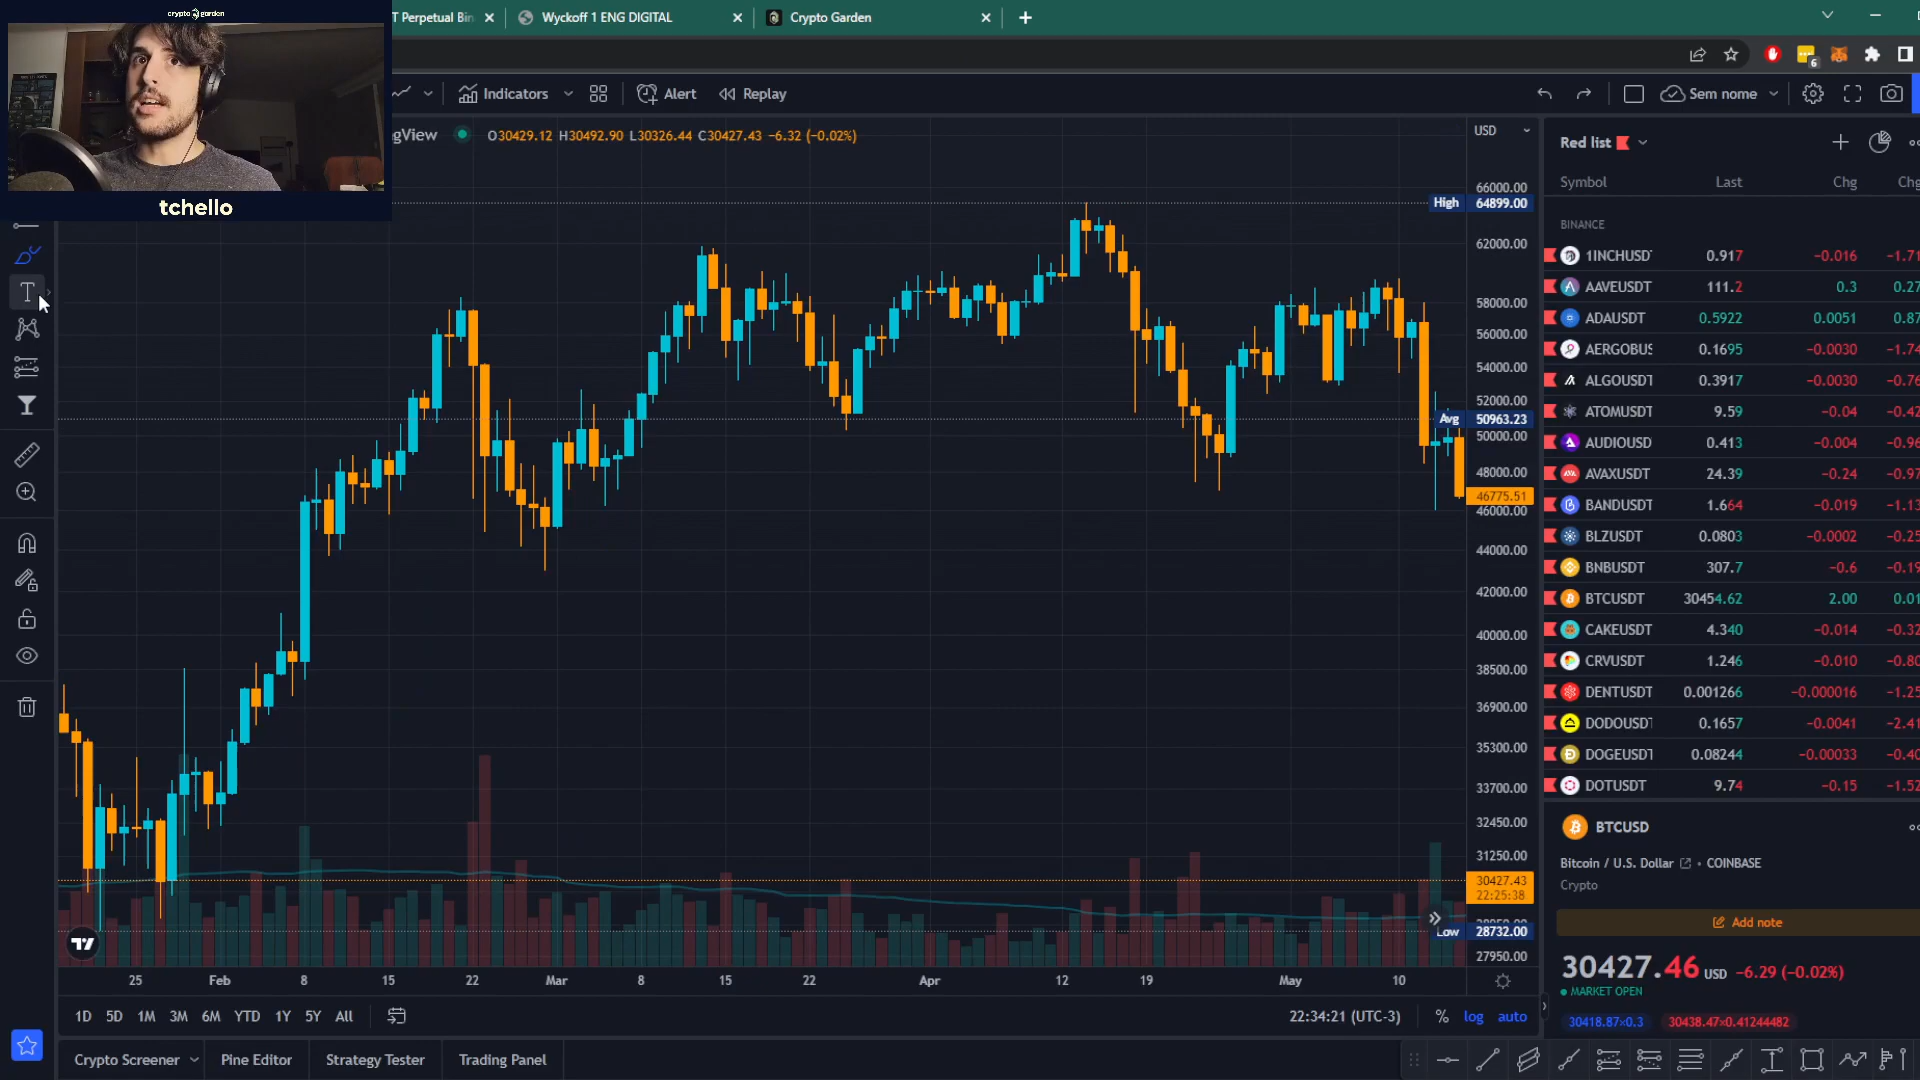 crypto garden
T Perpetual Bin
Wyckoff 1 ENG DIGITAL
Crypto Garden
6
Indicators
Alert
Replay
Sem nome
gView
O30429.12 H30492.90 L30326.44 C30427.43 -6.32 (-0.02%)
tchello
USD
66000.00
High 64899.00
62000.00
58000.00
56000.00
54000.00
52000.00
Avg 50963.23
50000.00
48000.00
46775.51
46000.00
44000.00
42000.00
40000.00
38500.00
36900.00
35300.00
33700.00
32450.00
31250.00
30427.43
22:25:38
Low 28732.00
27950.00
25 Feb 8 15 22 Mar 8 15 22 Apr 12 19 May 10
1D 5D 1M 3M 6M YTD 1Y 5Y All
22:34:21 (UTC-3) % log auto
Crypto Screener Pine Editor Strategy Tester Trading Panel
Red list
Symbol Last Chg Chg
BINANCE
1INCHUSD 0.917 -0.016 -1.71
AAVEUSDT 111.2 0.3 0.27
ADAUSDT 0.5922 0.0051 0.87
AERGOBUS 0.1695 -0.0030 -1.74
ALGOUSDT 0.3917 -0.0030 -0.76
ATOMUSDT 9.59 -0.04 -0.42
AUDIOUSD 0.413 -0.004 -0.96
AVAXUSDT 24.39 -0.24 -0.97
BANDUSDT 1.664 -0.019 -1.13
BLZUSDT 0.0803 -0.0002 -0.25
BNBUSDT 307.7 -0.6 -0.19
BTCUSDT 30454.62 2.00 0.01
CAKEUSDT 4.340 -0.014 -0.32
CRVUSDT 1.246 -0.010 -0.80
DENTUSDT 0.001266 -0.000016 -1.25
DODOUSDT 0.1657 -0.0041 -2.41
DOGEUSDT 0.08244 -0.00033 -0.40
DOTUSDT 9.74 -0.15 -1.52
BTCUSD
Bitcoin / U.S. Dollar • COINBASE
Crypto
Add note
30427.46 USD -6.29 (-0.02%)
MARKET OPEN
30418.87×0.3 30438.47×0.41244482